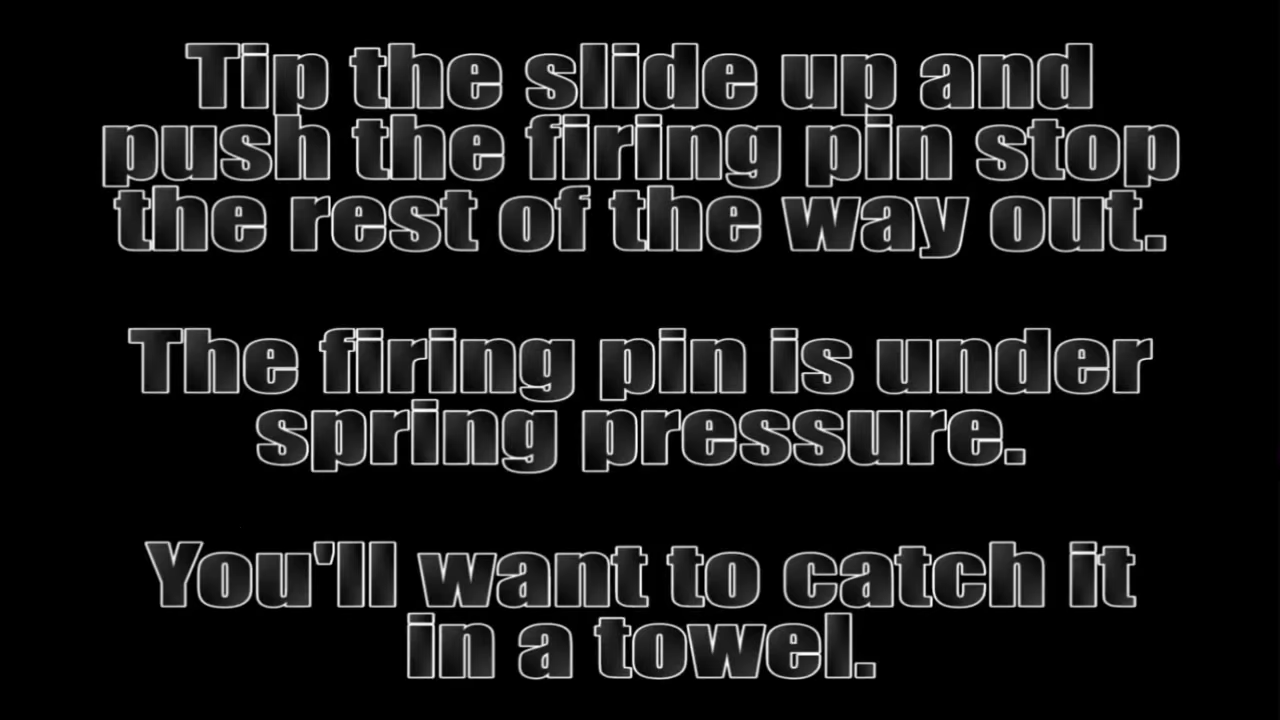 Tip the slide up and
push the firing pin stop
the rest of the way out.
The firing pin is under
spring pressure.
You'll want to catch it
in a towel.